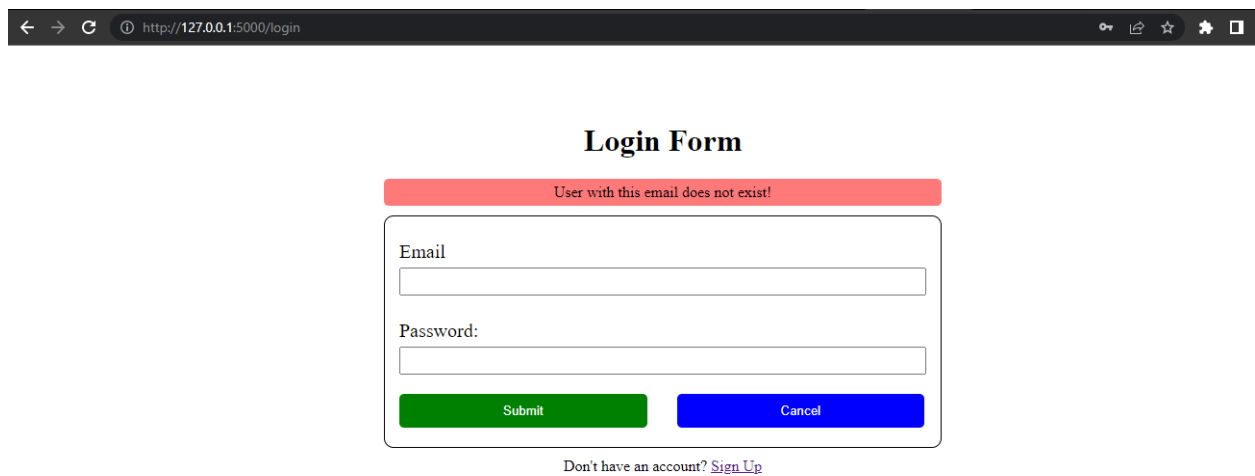 http://127.0.0.1:5000/login
Login Form
User with this email does not exist!
Email
Password:
Submit Cancel
Don't have an account? Sign Up